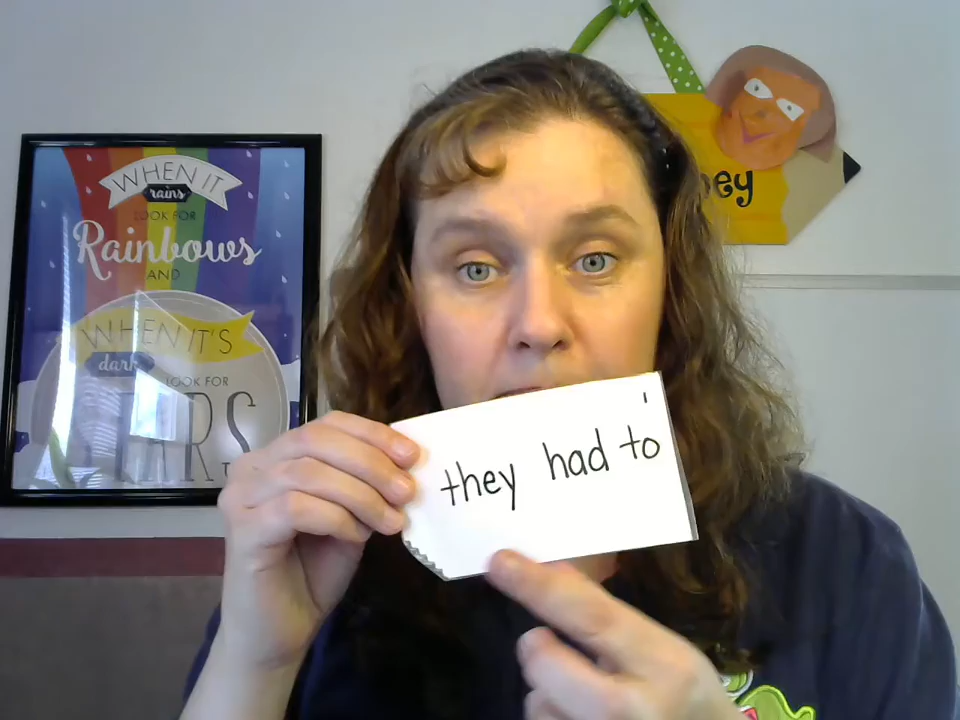 WHEN IT
rains
LOOK FOR
Rainbows
AND
WHEN IT'S
dark
LOOK FOR
they had to